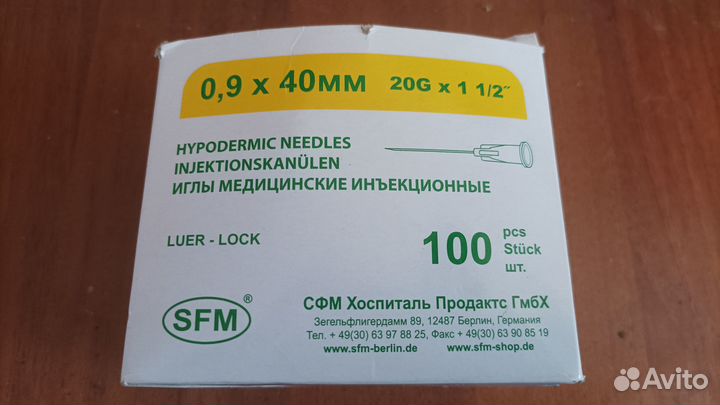 0,9 x 40мм 20G x 1 1/2˝
HYPODERMIC NEEDLES
INJEKTIONSKANÜLEN
ИГЛЫ МЕДИЦИНСКИЕ ИНЪЕКЦИОННЫЕ
LUER - LOCK
100
pcs
Stück
шт.
SFM®
СФМ Хоспиталь Продактс ГмбХ
Зегельфлигердамм 89, 12487 Берлин, Германия
Тел. + 49(30) 63 97 88 25, Факс + 49(30) 63 90 85 19
www.sfm-berlin.de www.sfm-shop.de
Avito